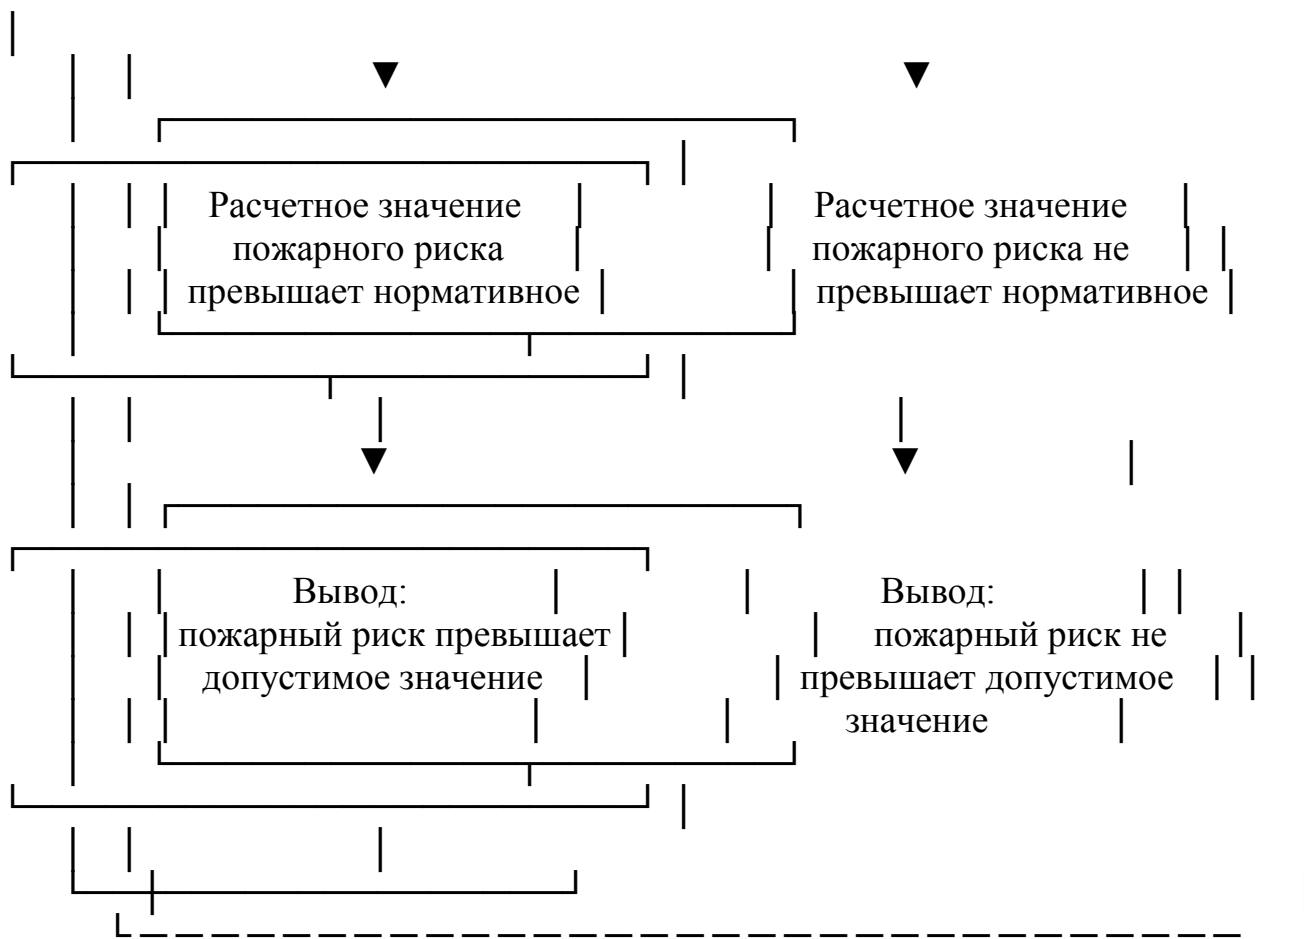 Расчетное значение
пожарного риска
превышает нормативное
Расчетное значение
пожарного риска не
превышает нормативное
Вывод:
пожарный риск превышает
допустимое значение
Вывод:
пожарный риск не
превышает допустимое
значение